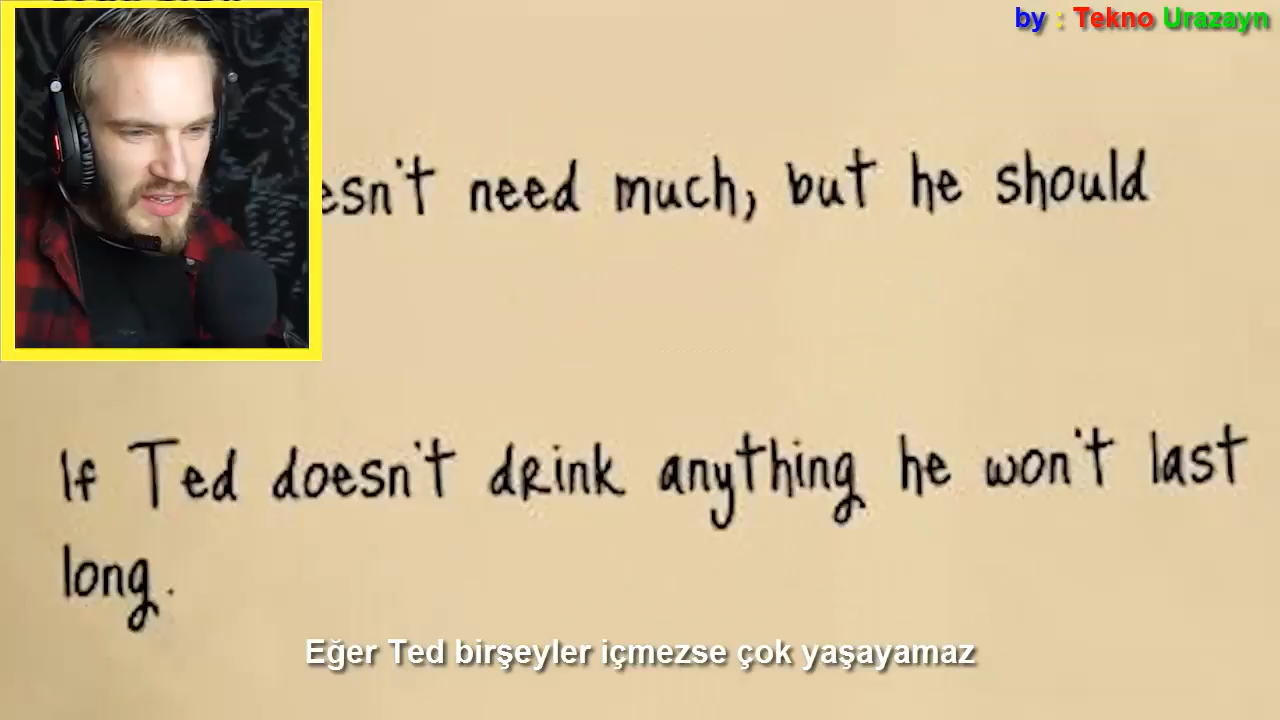 by : Tekno Urazayn
need much, but he should
If Ted doesn't drink anything he won't last
long.
Eğer Ted birşeyler içmezse çok yaşayamaz